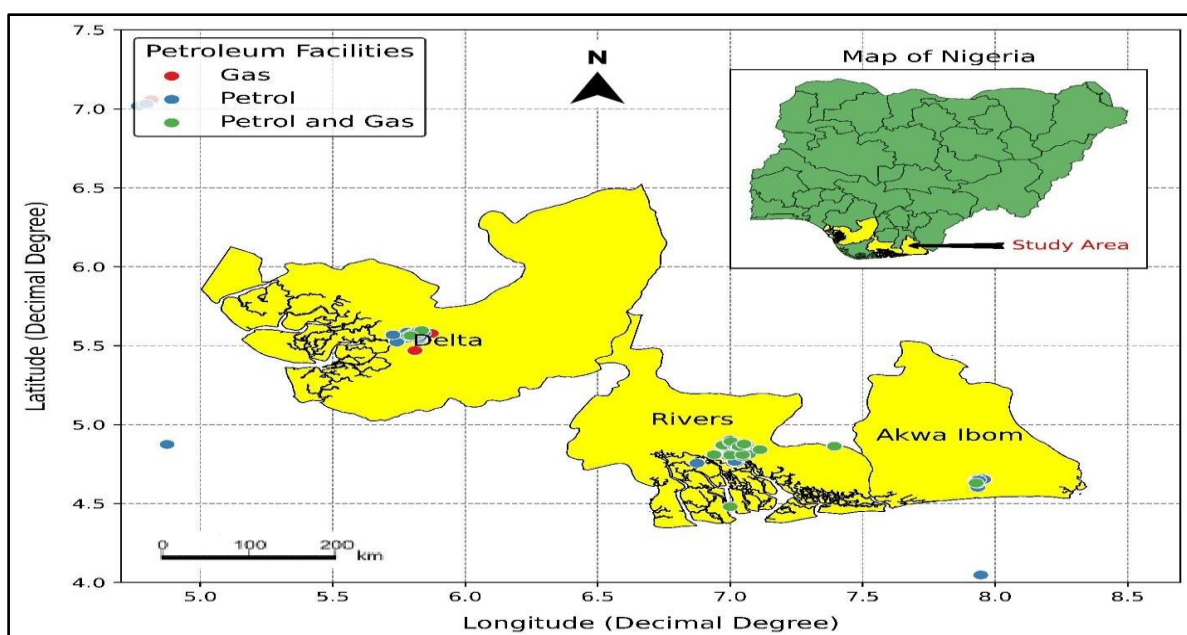 Petroleum Facilities
Gas
Petrol
Petrol and Gas
N
Map of Nigeria
Study Area
Delta
Rivers
Akwa Ibom
0 100 200
km
7.5
7.0
6.5
6.0
5.5
5.0
4.5
4.0
Latitude (Decimal Degree)
5.0 5.5 6.0 6.5 7.0 7.5 8.0 8.5
Longitude (Decimal Degree)